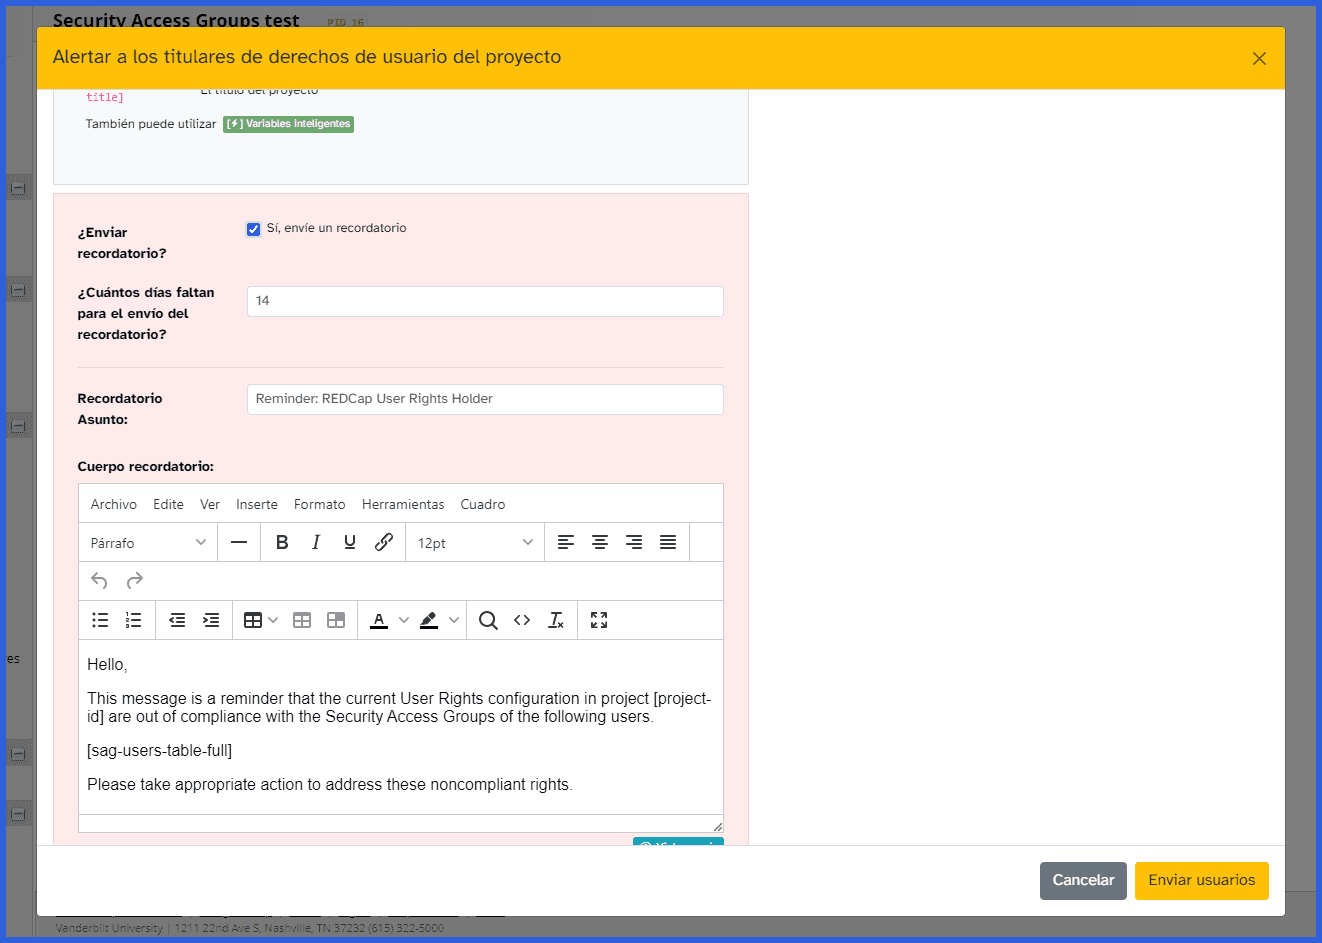 Security Access Groups test PID 16
Alertar a los titulares de derechos de usuario del proyecto
title] El título del proyecto
También puede utilizar [⚡] Variables inteligentes
¿Enviar
recordatorio?
Sí, envíe un recordatorio
¿Cuántos días faltan
para el envío del
recordatorio?
14
Recordatorio
Asunto:
Reminder: REDCap User Rights Holder
Cuerpo recordatorio:
Archivo Edite Ver Inserte Formato Herramientas Cuadro
Párrafo B I U 12pt
Hello,
This message is a reminder that the current User Rights configuration in project [project-
id] are out of compliance with the Security Access Groups of the following users.
[sag-users-table-full]
Please take appropriate action to address these noncompliant rights.
Cancelar Enviar usuarios
Vanderbilt University | 1211 22nd Ave S, Nashville, TN 37232 (615) 322-5000